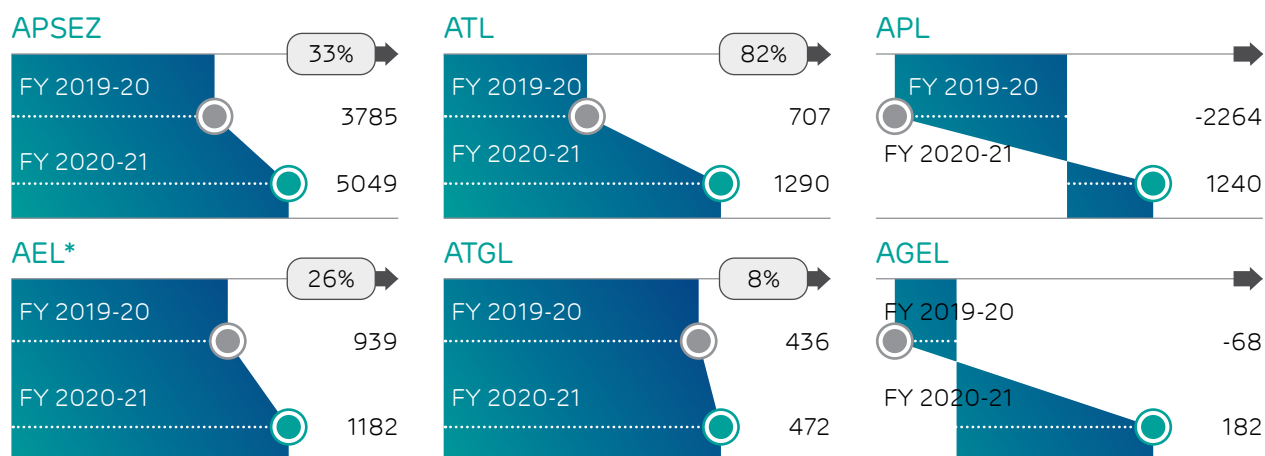 APSEZ
33%
FY 2019-20
3785
FY 2020-21
5049
ATL
82%
FY 2019-20
707
FY 2020-21
1290
APL
FY 2019-20
-2264
FY 2020-21
1240
AEL*
26%
FY 2019-20
939
FY 2020-21
1182
ATGL
8%
FY 2019-20
436
FY 2020-21
472
AGEL
FY 2019-20
-68
FY 2020-21
182